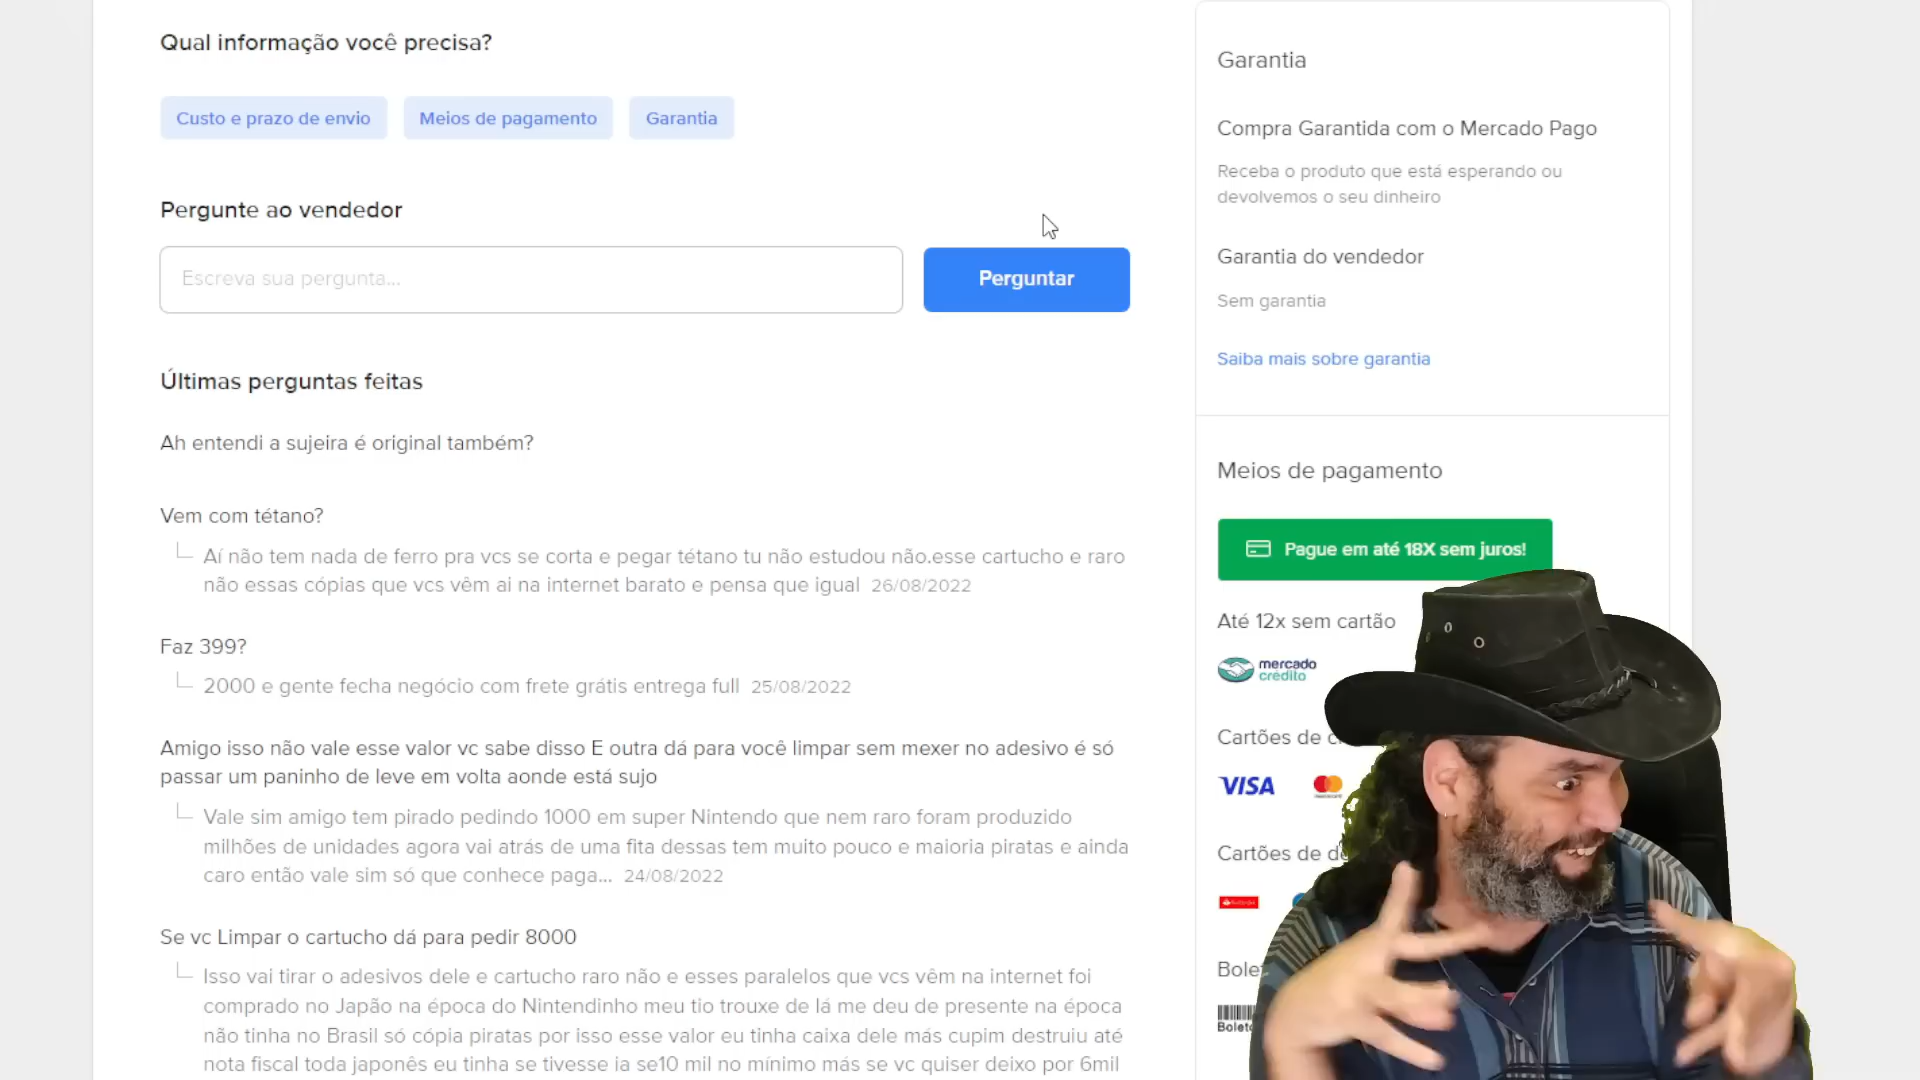 Qual informação você precisa?
Custo e prazo de envio
Meios de pagamento
Garantia
Pergunte ao vendedor
Escreva sua pergunta...
Perguntar
Últimas perguntas feitas
Ah entendi a sujeira é original também?
Vem com tétano?
Aí não tem nada de ferro pra vcs se corta e pegar tétano tu não estudou não.esse cartucho e raro
não essas cópias que vcs vêm ai na internet barato e pensa que igual 26/08/2022
Faz 399?
2000 e gente fecha negócio com frete grátis entrega full 25/08/2022
Amigo isso não vale esse valor vc sabe disso E outra dá para você limpar sem mexer no adesivo é só
passar um paninho de leve em volta aonde está sujo
Vale sim amigo tem pirado pedindo 1000 em super Nintendo que nem raro foram produzido
milhões de unidades agora vai atrás de uma fita dessas tem muito pouco e maioria piratas e ainda
caro então vale sim só que conhece paga... 24/08/2022
Se vc Limpar o cartucho dá para pedir 8000
Isso vai tirar o adesivos dele e cartucho raro não e esses paralelos que vcs vêm na internet foi
comprado no Japão na época do Nintendinho meu tio trouxe de lá me deu de presente na época
não tinha no Brasil só cópia piratas por isso esse valor eu tinha caixa dele más cupim destruiu até
nota fiscal toda japonês eu tinha se tivesse ia se10 mil no mínimo más se vc quiser deixo por 6mil
Garantia
Compra Garantida com o Mercado Pago
Receba o produto que está esperando ou
devolvemos o seu dinheiro
Garantia do vendedor
Sem garantia
Saiba mais sobre garantia
Meios de pagamento
Pague em até 18X sem juros!
Até 12x sem cartão
mercado
crédito
Cartões de
VISA
Cartões de